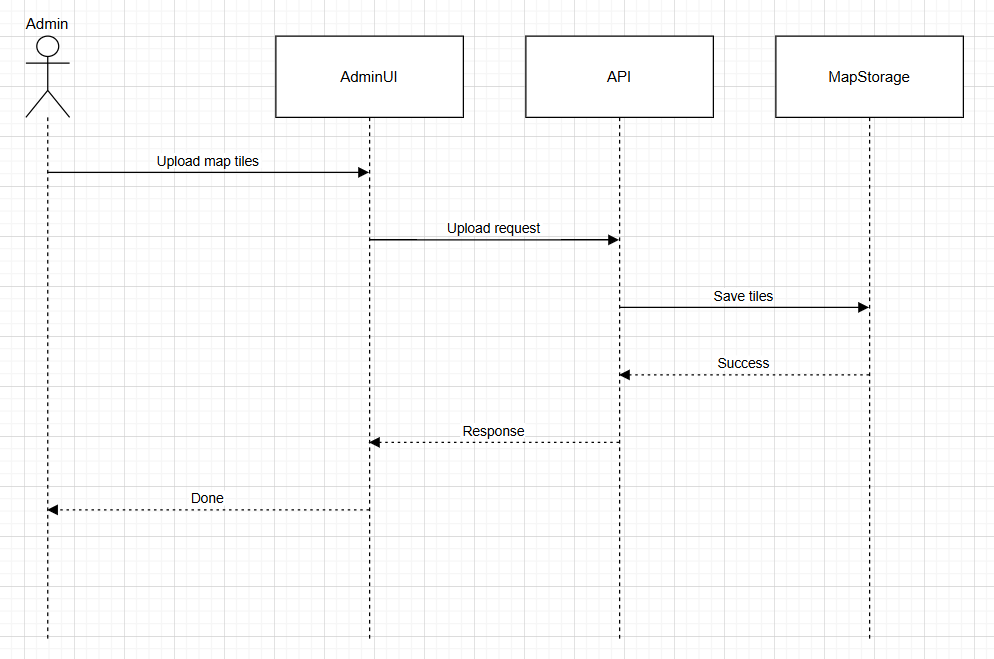 Admin
AdminUI
API
MapStorage
Upload map tiles
Upload request
Save tiles
Success
Response
Done